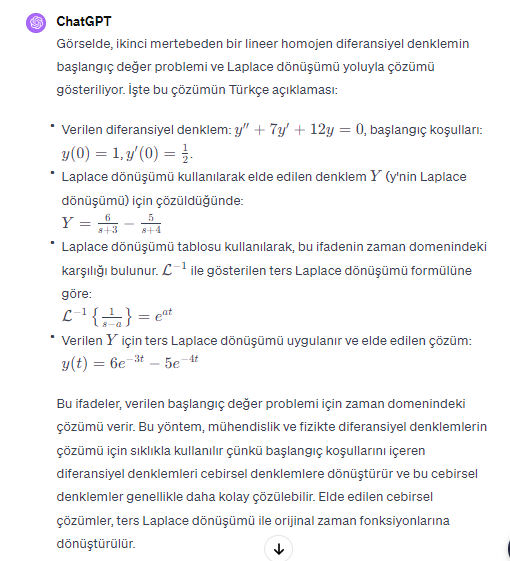 ChatGPT
Görselde, ikinci mertebeden bir lineer homojen diferansiyel denklemin
başlangıç değer problemi ve Laplace dönüşümü yoluyla çözümü
gösteriliyor. İşte bu çözümün Türkçe açıklaması:
• Verilen diferansiyel denklem: y′′ + 7y′ + 12y = 0, başlangıç koşulları:
y(0) = 1, y′(0) = 1/2.
• Laplace dönüşümü kullanılarak elde edilen denklem Y (y'nin Laplace
dönüşümü) için çözüldüğünde:
Y = 6/(s+3) − 5/(s+4)
• Laplace dönüşümü tablosu kullanılarak, bu ifadenin zaman domenindeki
karşılığı bulunur. ℒ⁻¹ ile gösterilen ters Laplace dönüşümü formülüne
göre:
ℒ⁻¹ {1/(s−a)} = e^{at}
• Verilen Y için ters Laplace dönüşümü uygulanır ve elde edilen çözüm:
y(t) = 6e^{−3t} − 5e^{−4t}
Bu ifadeler, verilen başlangıç değer problemi için zaman domenindeki
çözümü verir. Bu yöntem, mühendislik ve fizikte diferansiyel denklemlerin
çözümü için sıklıkla kullanılır çünkü başlangıç koşullarını içeren
diferansiyel denklemleri cebirsel denklemlere dönüştürür ve bu cebirsel
denklemler genellikle daha kolay çözülebilir. Elde edilen cebirsel
çözümler, ters Laplace dönüşümü ile orijinal zaman fonksiyonlarına
dönüştürülür.